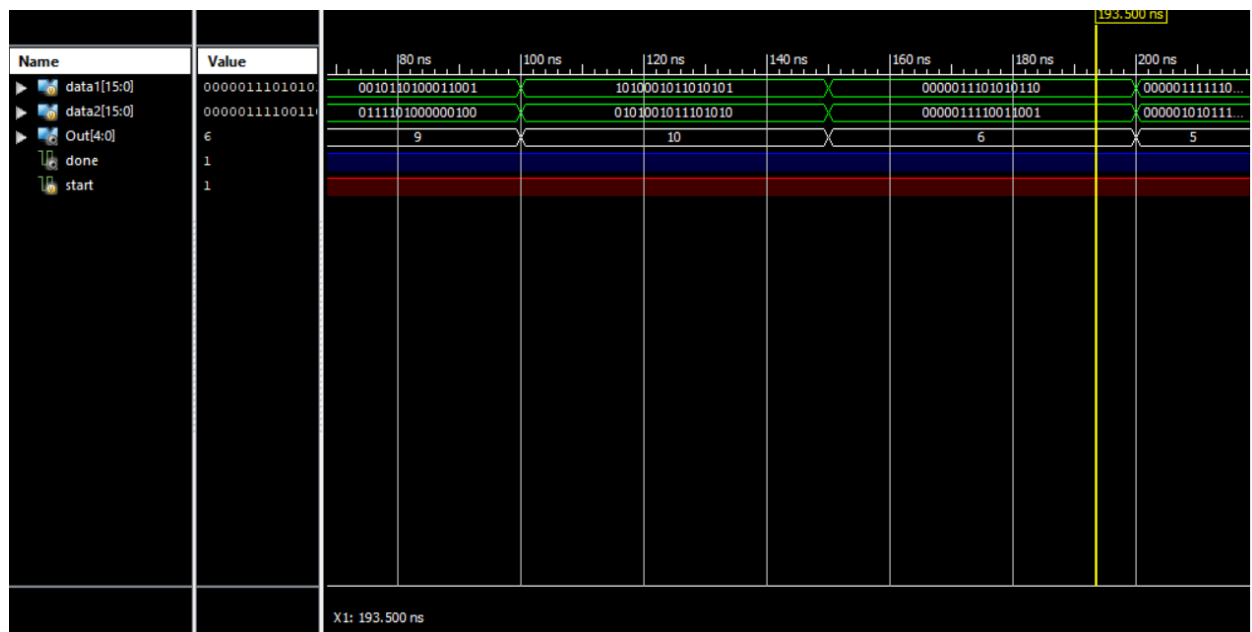 193.500 ns
Name Value
80 ns 100 ns 120 ns 140 ns 160 ns 180 ns 200 ns
data1[15:0] 0000011101010. 0010110100011001 1010001011010101 0000011101010110 000001111110...
data2[15:0] 0000011110011 0111101000000100 0101001011101010 0000011110011001 000001010111...
Out[4:0] 6 9 10 6 5
done 1
start 1
X1: 193.500 ns